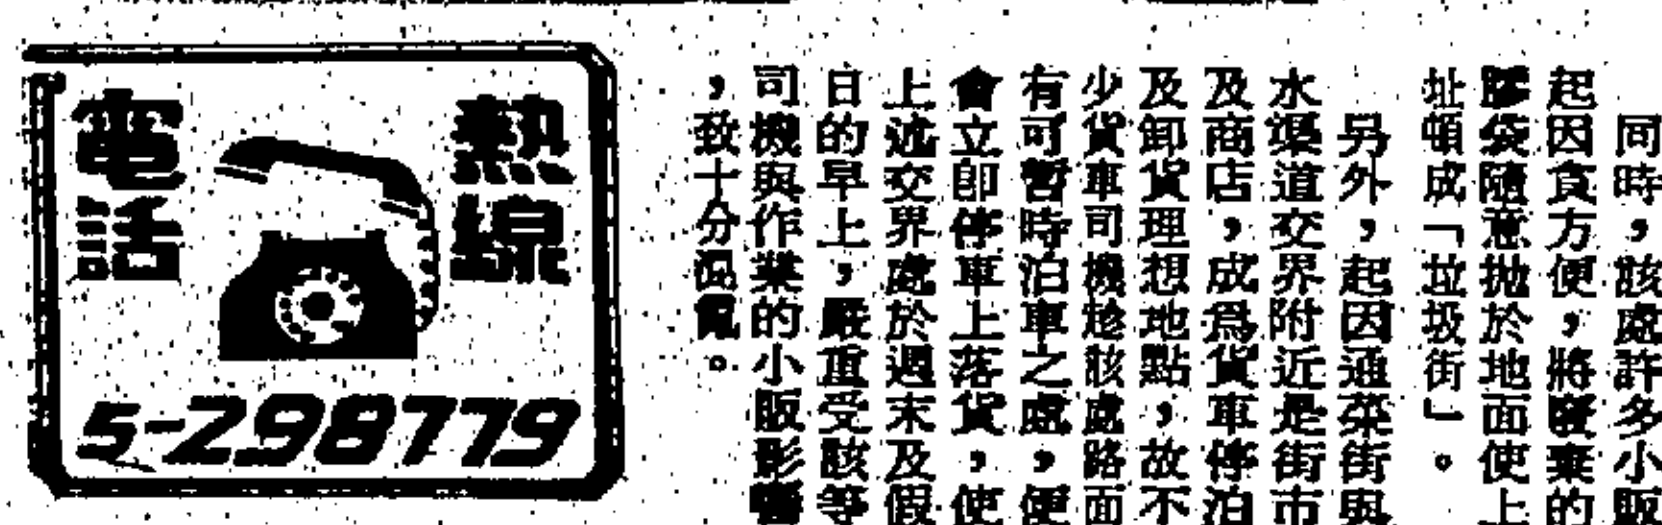 同時，該處許多小販
起因貪方便，將廢棄的
膠袋隨意拋於地面使上
址頓成「垃圾街」。
另外，起因通菜街與
水渠道交界附近是街市
及商店，成爲貨車停泊
及卸貨理想地點，故不
少貨車司機趁該處路面
有可暫時泊車之處，便
會立即停車上落貨，使
上述交界處於週末及假
日的早上，嚴重受該等
司機與作業的小販影響
，致十分混亂。
熱線
電話
5-298779